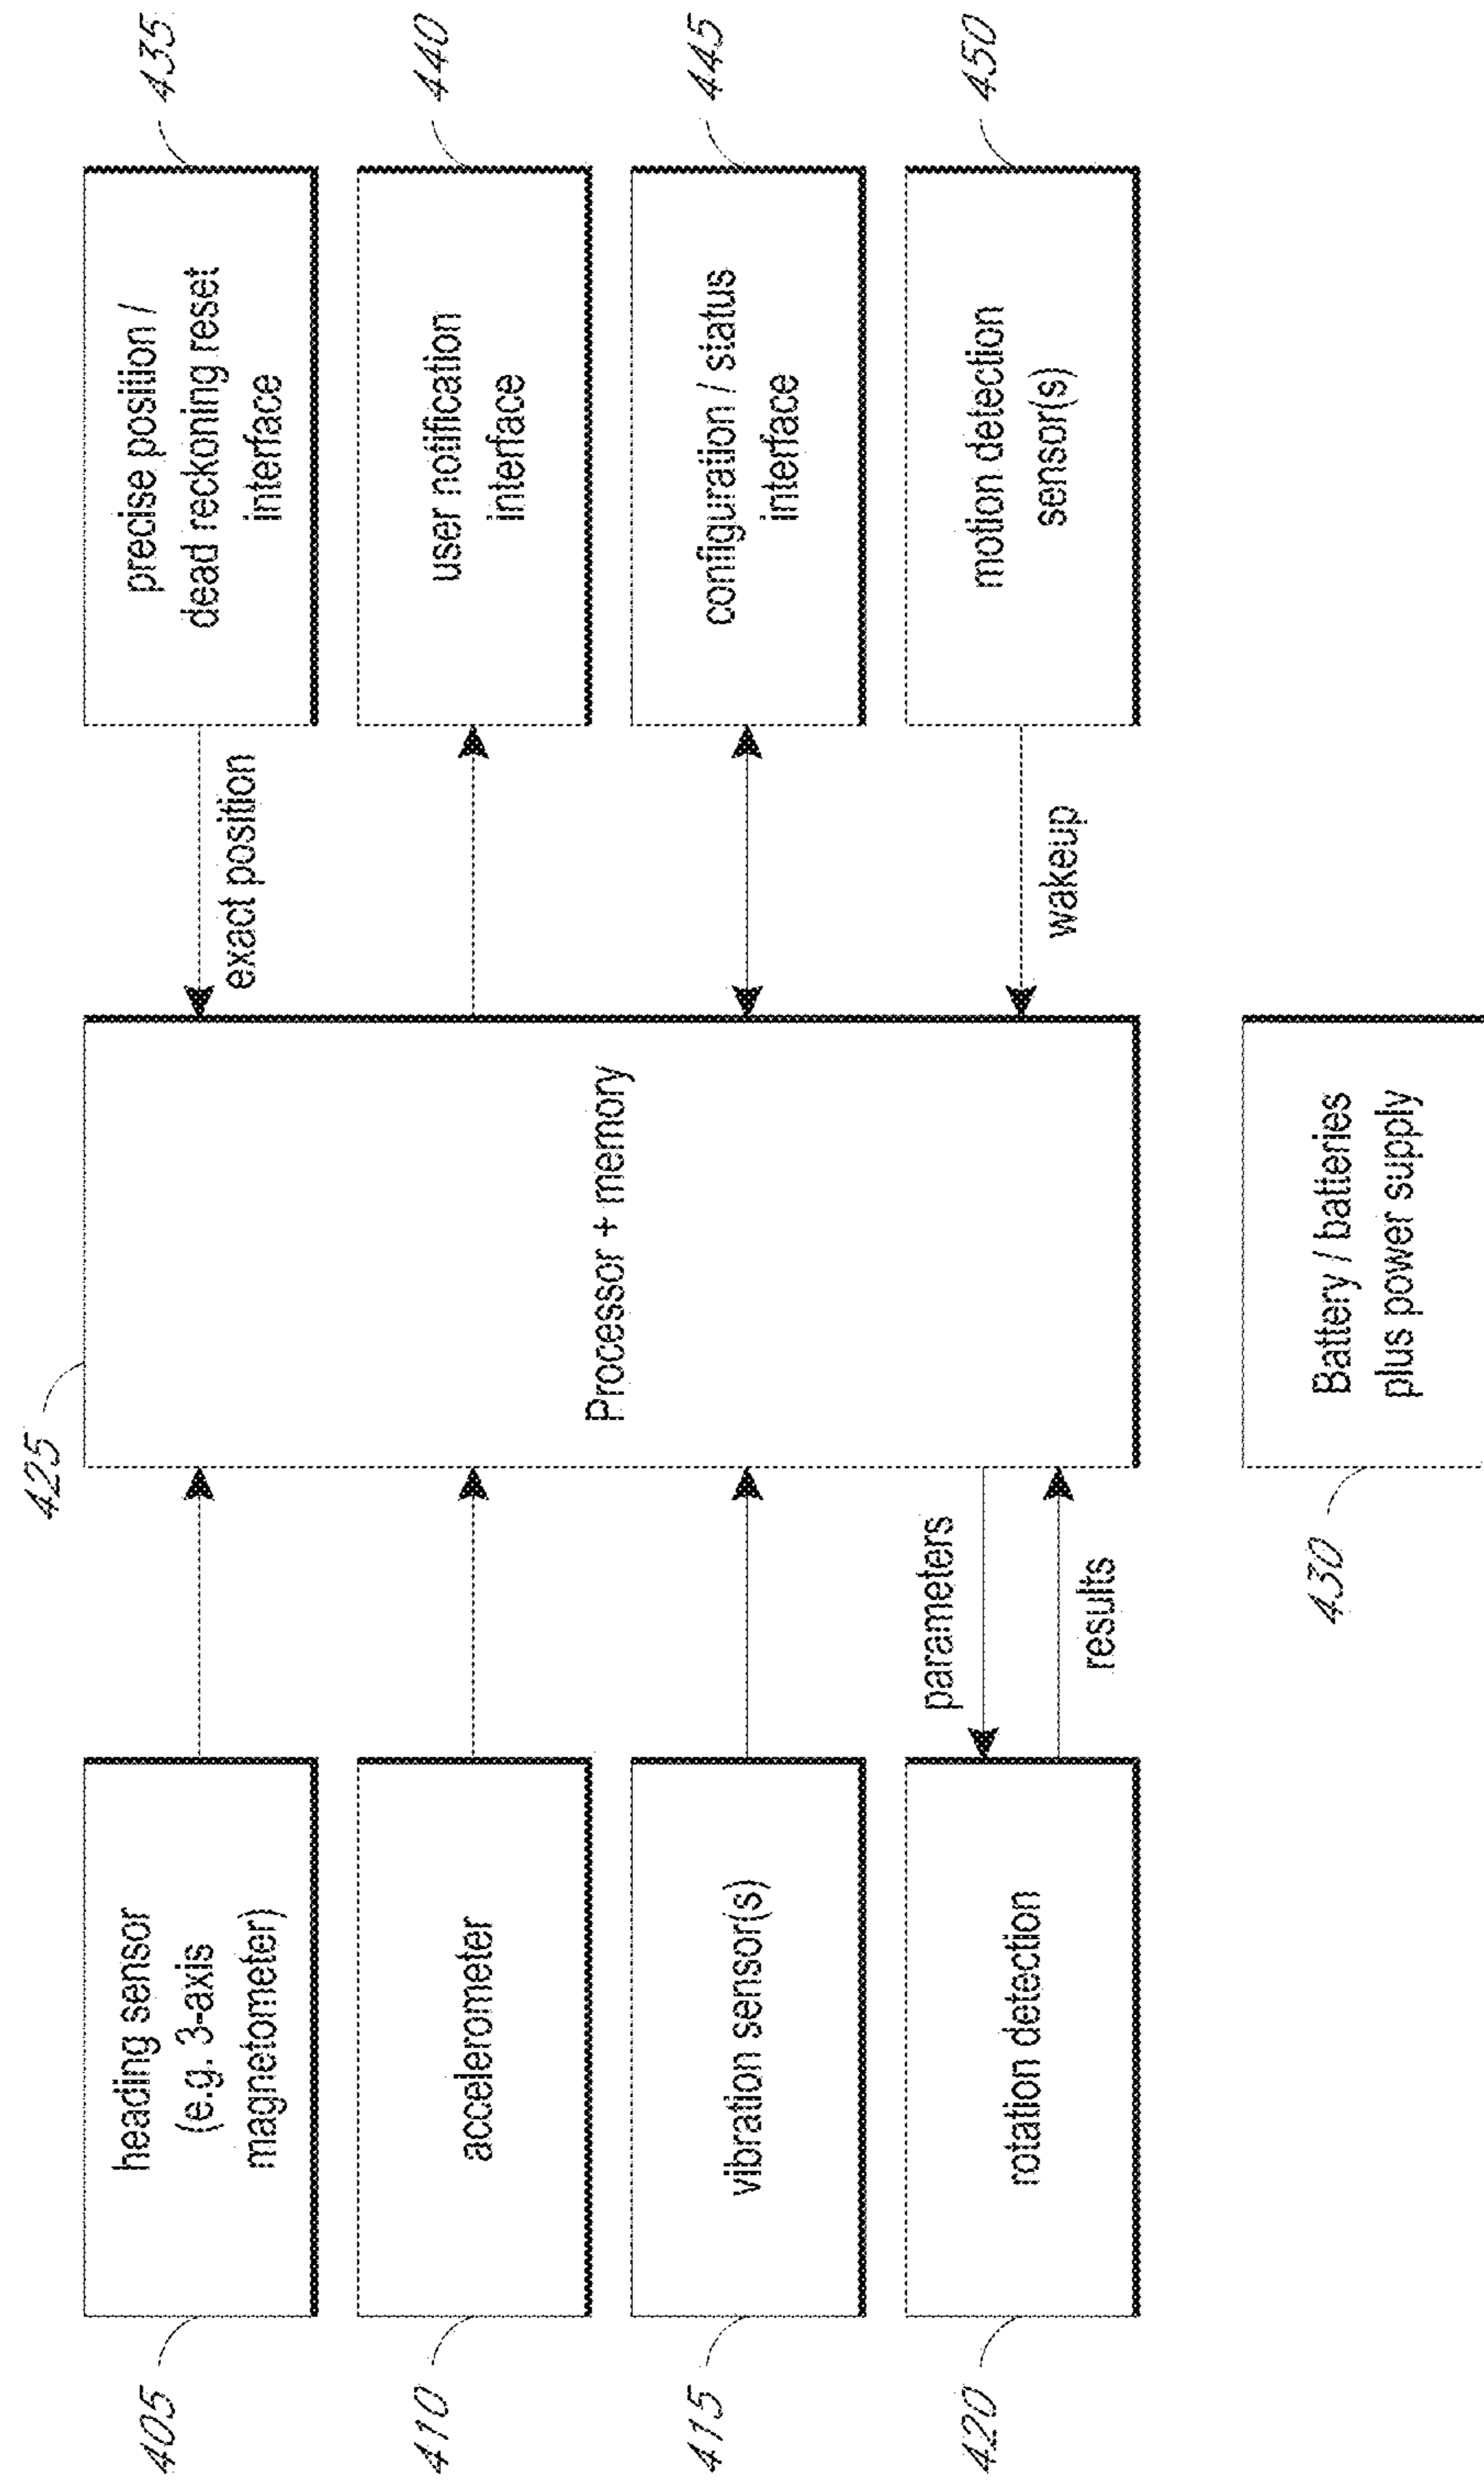 425
405
heading sensor
(e.g. 3-axis
magnetometer)
410
accelerometer
415
vibration sensor(s)
420
rotation detection
parameters
results
Processor + memory
exact position
wakeup
precise position /
dead reckoning reset
interface
435
user notification
interface
440
configuration / status
interface
445
motion detection
sensor(s)
450
430
Battery / batteries
plus power supply